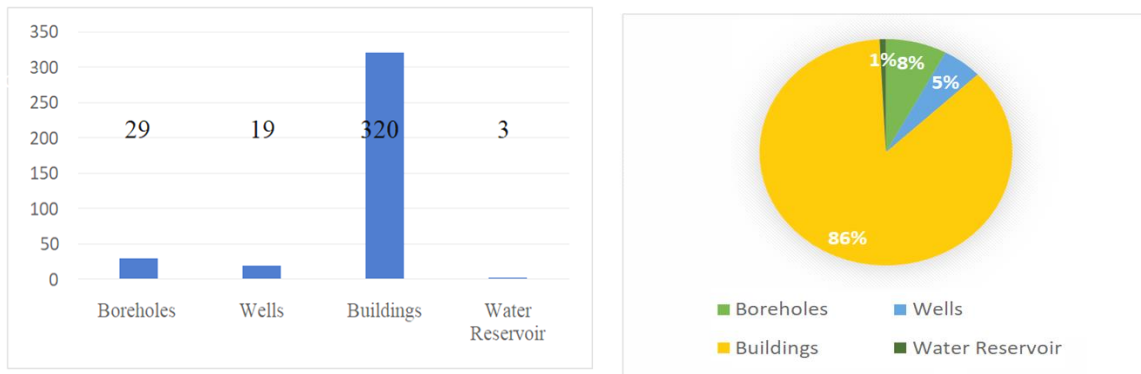 350
300
250
200
150
100
50
0
29 19 320 3
Boreholes Wells Buildings Water Reservoir
1% 8%
5%
86%
Boreholes Wells
Buildings Water Reservoir